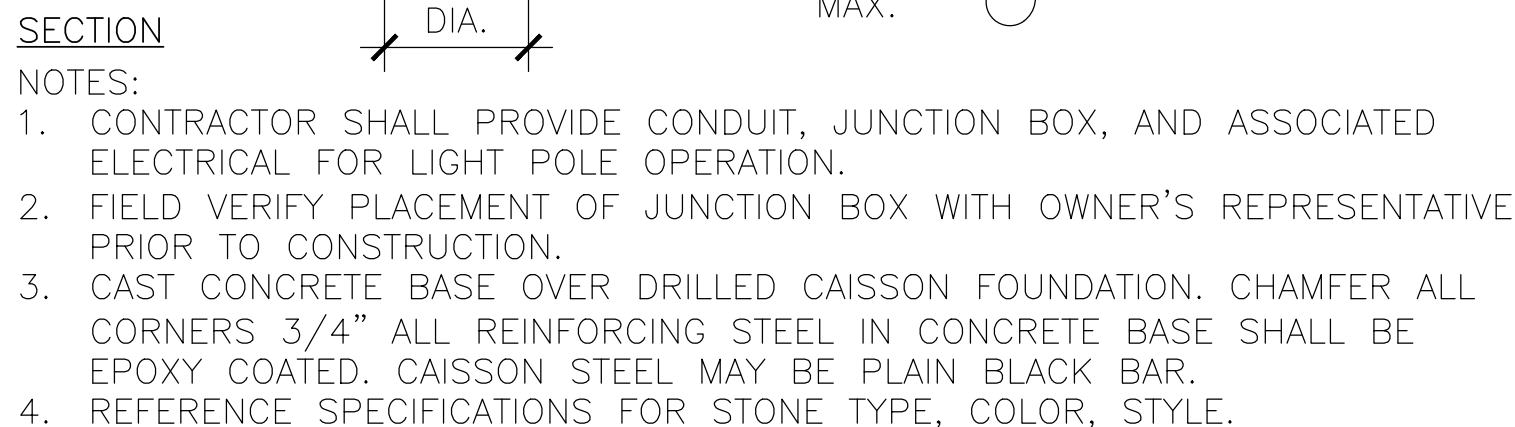 MAX.
DIA.
SECTION
NOTES:
1. CONTRACTOR SHALL PROVIDE CONDUIT, JUNCTION BOX, AND ASSOCIATED
ELECTRICAL FOR LIGHT POLE OPERATION.
2. FIELD VERIFY PLACEMENT OF JUNCTION BOX WITH OWNER'S REPRESENTATIVE
PRIOR TO CONSTRUCTION.
3. CAST CONCRETE BASE OVER DRILLED CAISSON FOUNDATION. CHAMFER ALL
CORNERS 3/4” ALL REINFORCING STEEL IN CONCRETE BASE SHALL BE
EPOXY COATED. CAISSON STEEL MAY BE PLAIN BLACK BAR.
4. REFERENCE SPECIFICATIONS FOR STONE TYPE, COLOR, STYLE.